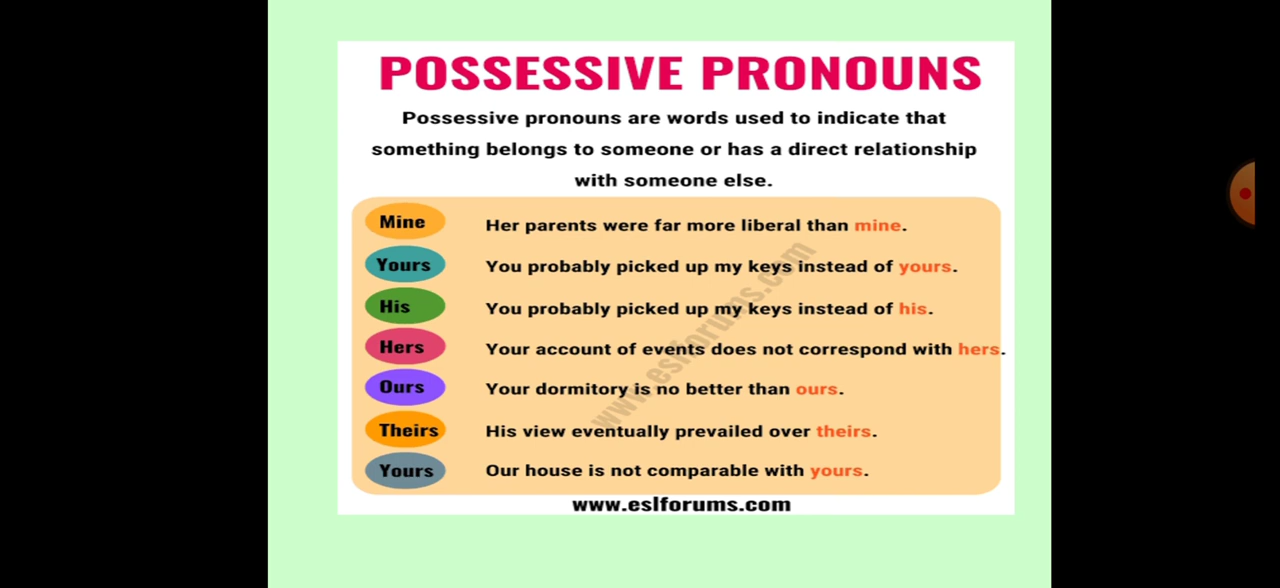 POSSESSIVE PRONOUNS
Possessive pronouns are words used to indicate that
something belongs to someone or has a direct relationship
with someone else.
Mine Her parents were far more liberal than mine.
Yours You probably picked up my keys instead of yours.
His You probably picked up my keys instead of his.
Hers Your account of events does not correspond with hers.
Ours Your dormitory is no better than ours.
Theirs His view eventually prevailed over theirs.
Yours Our house is not comparable with yours.
www.eslforums.com
www.eslforums.com